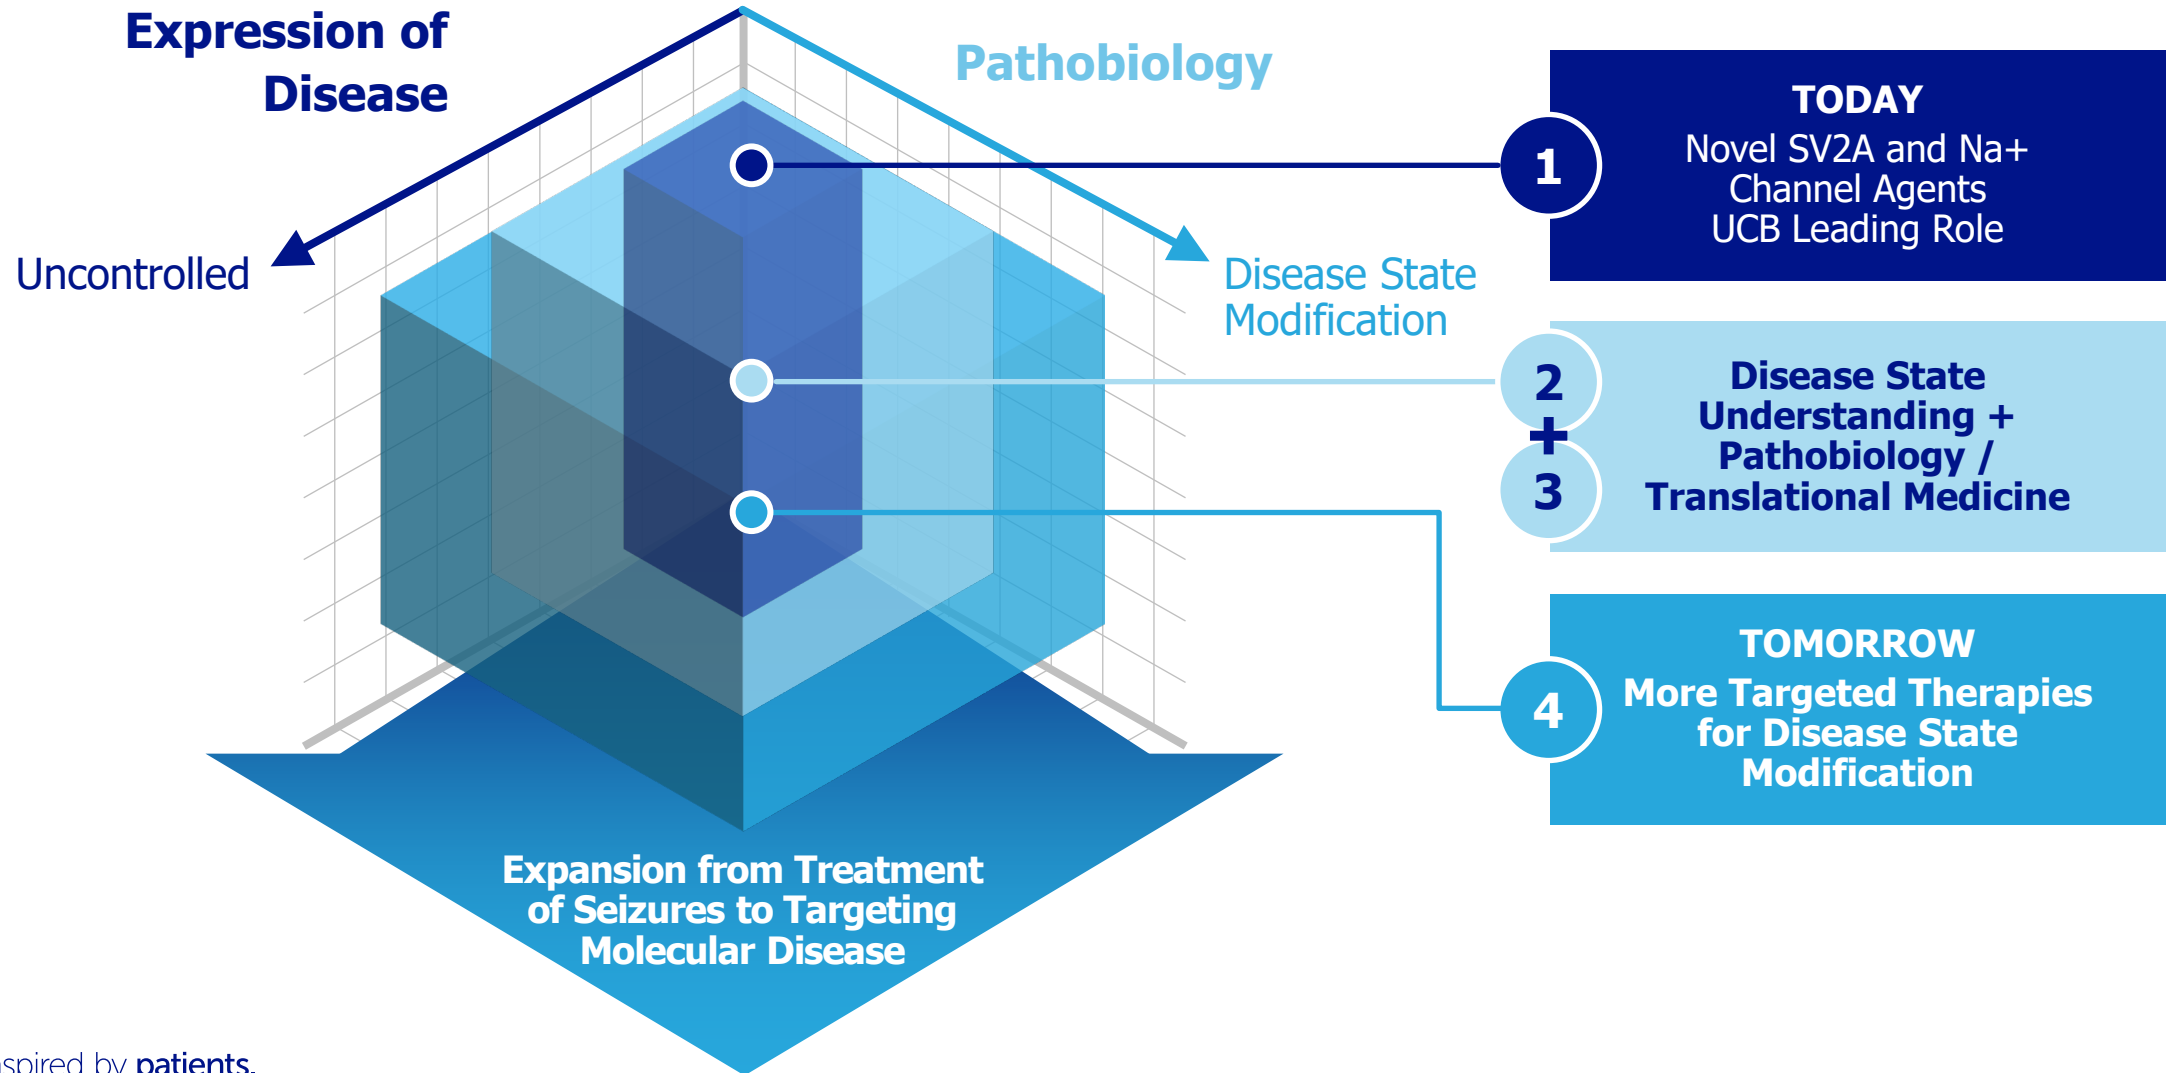 Expression of
Disease
Pathobiology
Uncontrolled
Disease State
Modification
1
TODAY
Novel SV2A and Na+
Channel Agents
UCB Leading Role
2
+
3
Disease State
Understanding +
Pathobiology /
Translational Medicine
4
TOMORROW
More Targeted Therapies
for Disease State
Modification
Expansion from Treatment
of Seizures to Targeting
Molecular Disease
by patients.